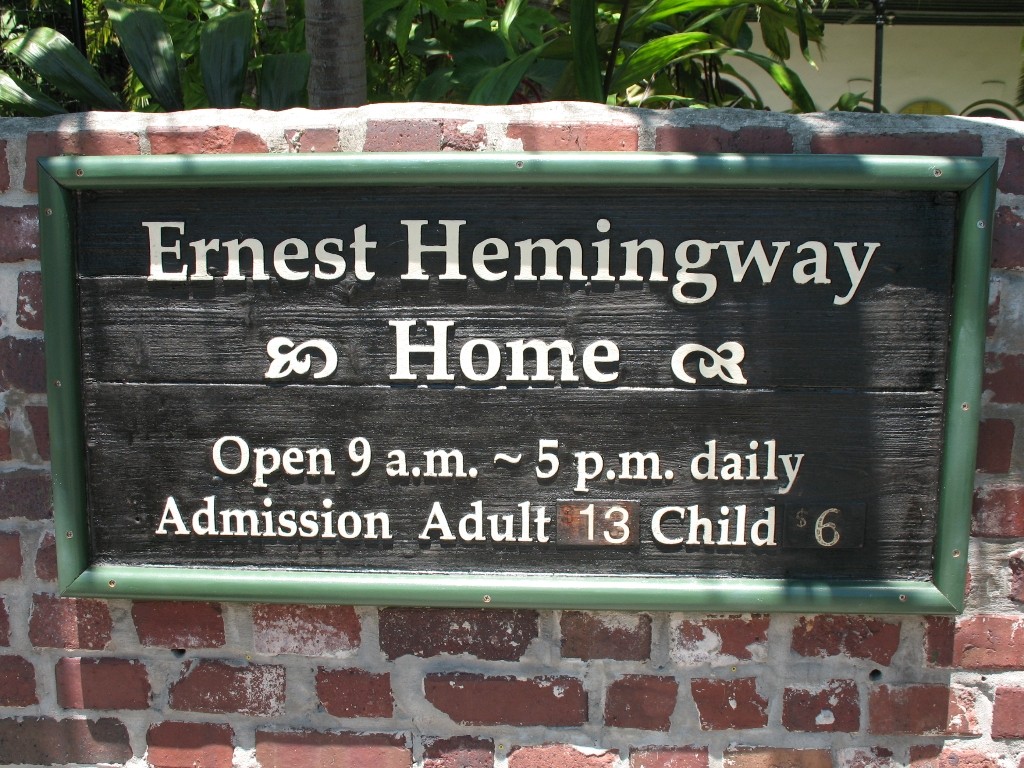 Ernest Hemingway
Home
Open 9 a.m. ~ 5 p.m. daily
Admission Adult $13 Child $6